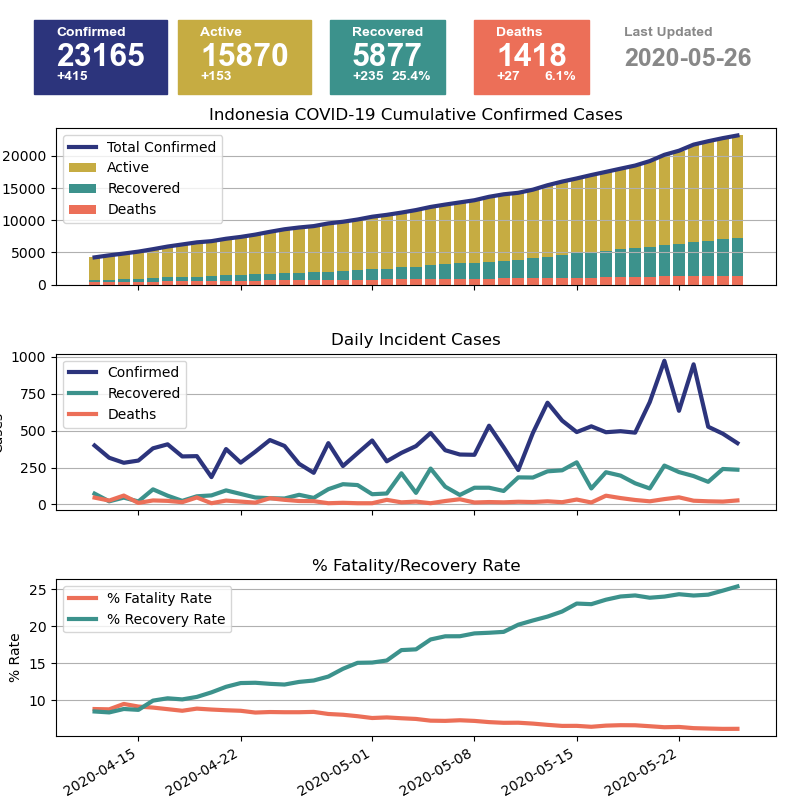 Confirmed
23165
+415
Active
15870
+153
Recovered
5877
+235 25.4%
Deaths
1418
+27 6.1%
Last Updated
2020-05-26
Indonesia COVID-19 Cumulative Confirmed Cases
Total Confirmed
Active
Recovered
Deaths
20000
15000
10000
5000
0
Daily Incident Cases
Confirmed
Recovered
Deaths
1000
750
500
250
0
Cases
% Fatality/Recovery Rate
% Fatality Rate
% Recovery Rate
25
20
15
10
% Rate
2020-04-15
2020-04-22
2020-05-01
2020-05-08
2020-05-15
2020-05-22